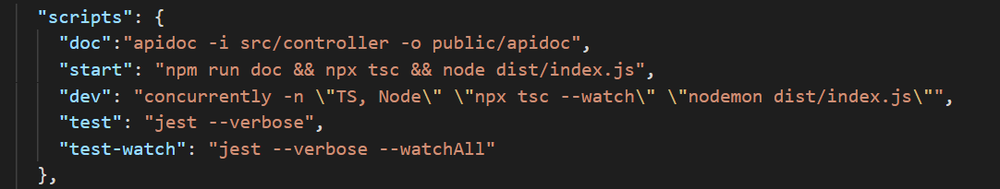 "scripts": {
"doc":"apidoc -i src/controller -o public/apidoc",
"start": "npm run doc && npx tsc && node dist/index.js",
"dev": "concurrently -n \"TS, Node\" \"npx tsc --watch\" \"nodemon dist/index.js\"",
"test": "jest --verbose",
"test-watch": "jest --verbose --watchAll"
},